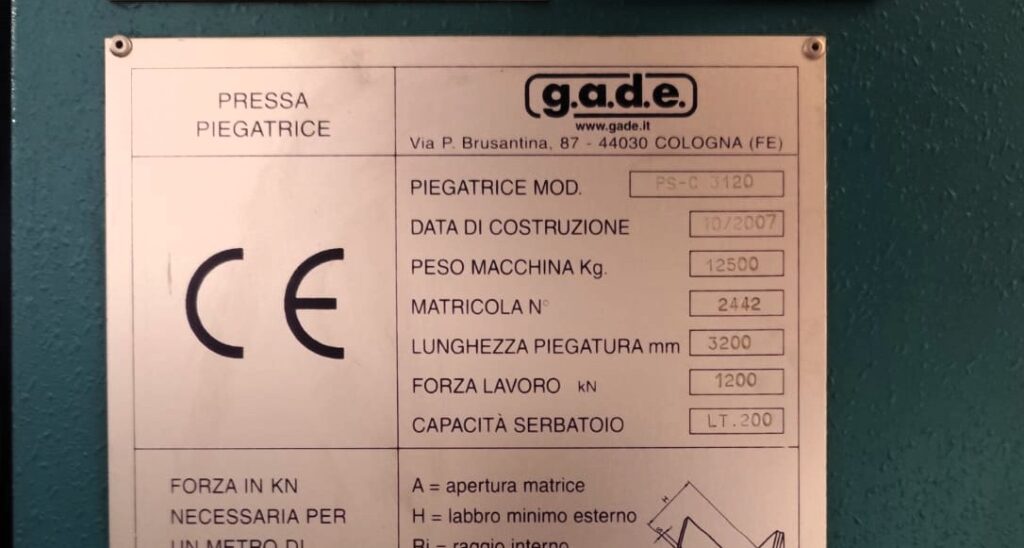 PRESSA
PIEGATRICE
g.a.d.e.
www.gade.it
Via P. Brusantina, 87 - 44030 COLOGNA (FE)
PIEGATRICE MOD. PS-C 3120
DATA DI COSTRUZIONE 10/2007
PESO MACCHINA Kg. 12500
MATRICOLA N° 2442
LUNGHEZZA PIEGATURA mm 3200
FORZA LAVORO kN 1200
CAPACITÀ SERBATOIO LT.200
CE
FORZA IN KN
NECESSARIA PER
UN METRO DI
A = apertura matrice
H = labbro minimo esterno
Ri = raggio interno
H